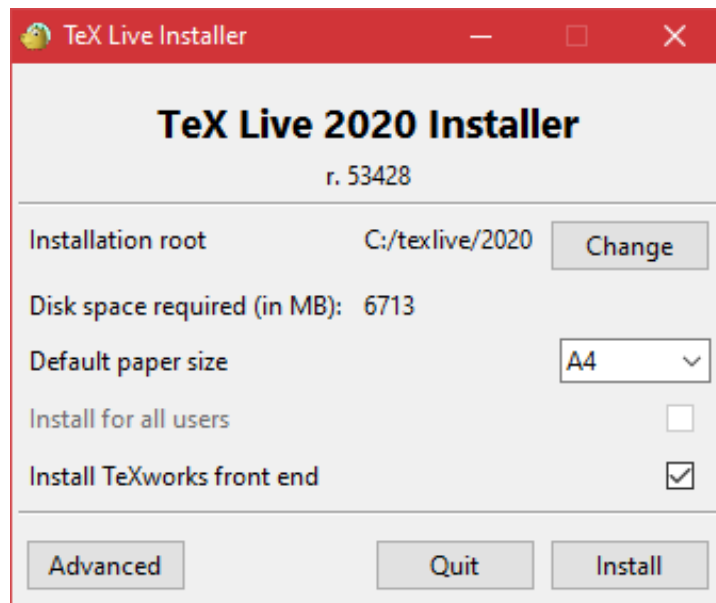 TeX Live Installer
TeX Live 2020 Installer
r. 53428
Installation root C:/texlive/2020 Change
Disk space required (in MB): 6713
Default paper size A4
Install for all users
Install TeXworks front end
Advanced Quit Install